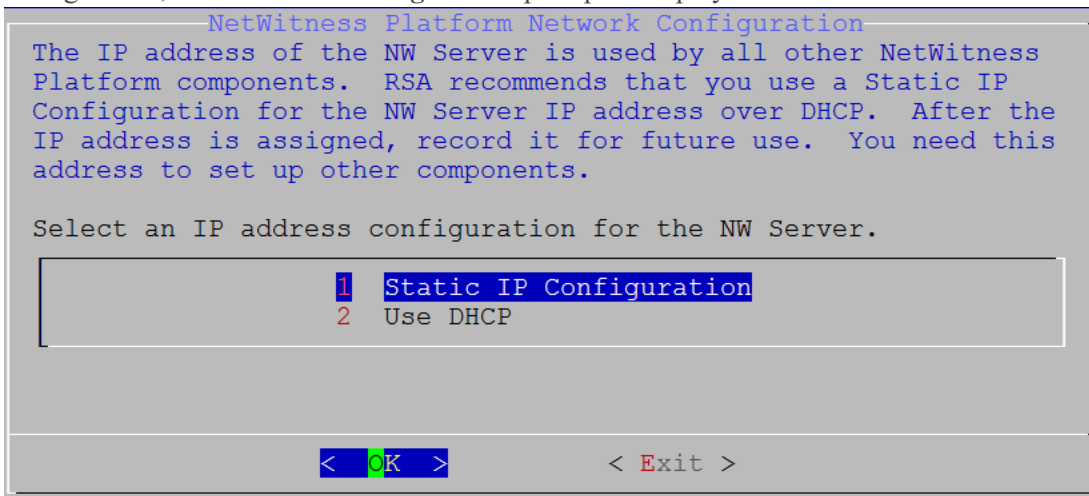 NetWitness Platform Network Configuration
The IP address of the NW Server is used by all other NetWitness
Platform components.  RSA recommends that you use a Static IP
Configuration for the NW Server IP address over DHCP.  After the
IP address is assigned, record it for future use.  You need this
address to set up other components.
Select an IP address configuration for the NW Server.
1 Static IP Configuration
2 Use DHCP
< OK > < Exit >